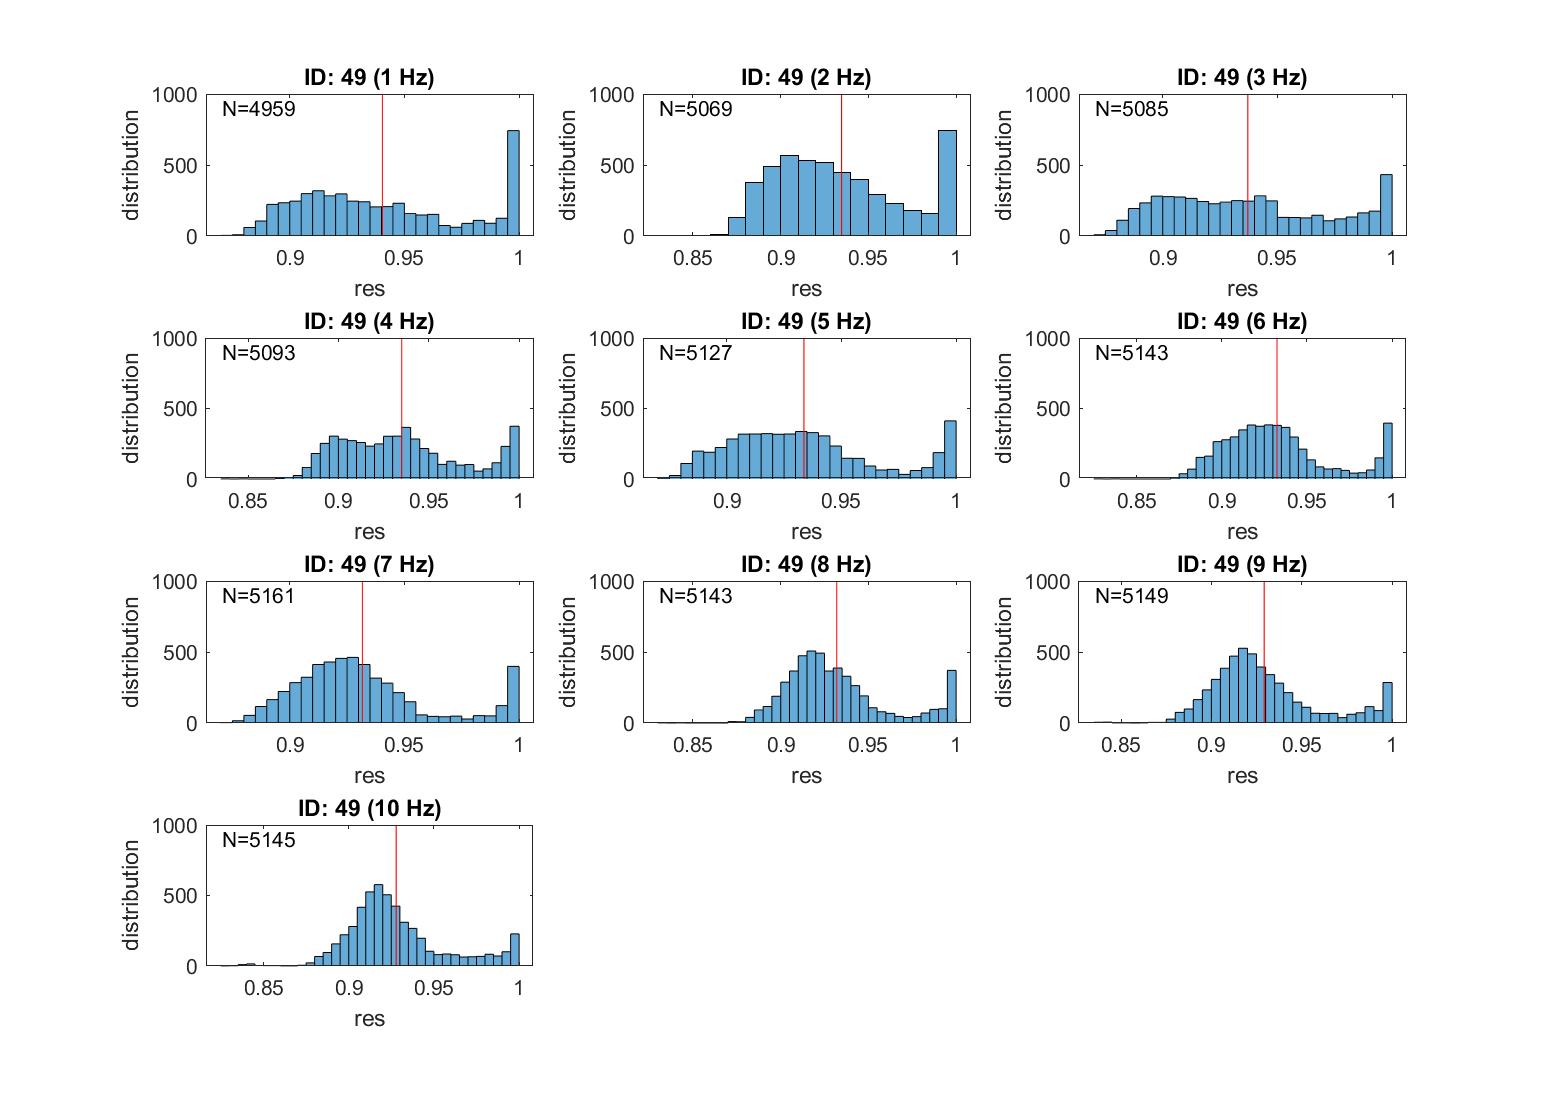 ID: 49 (1 Hz)
N=4959
1000
500
0
distribution
0.9 0.95 1
res
ID: 49 (2 Hz)
N=5069
1000
500
0
distribution
0.85 0.9 0.95 1
res
ID: 49 (3 Hz)
N=5085
1000
500
0
distribution
0.9 0.95 1
res
ID: 49 (4 Hz)
N=5093
1000
500
0
distribution
0.85 0.9 0.95 1
res
ID: 49 (5 Hz)
N=5127
1000
500
0
distribution
0.9 0.95 1
res
ID: 49 (6 Hz)
N=5143
1000
500
0
distribution
0.85 0.9 0.95 1
res
ID: 49 (7 Hz)
N=5161
1000
500
0
distribution
0.9 0.95 1
res
ID: 49 (8 Hz)
N=5143
1000
500
0
distribution
0.85 0.9 0.95 1
res
ID: 49 (9 Hz)
N=5149
1000
500
0
distribution
0.85 0.9 0.95 1
res
ID: 49 (10 Hz)
N=5145
1000
500
0
distribution
0.85 0.9 0.95 1
res